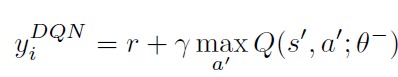 y_i^{DQN} = r + γ max_{a'} Q(s', a'; θ^-)